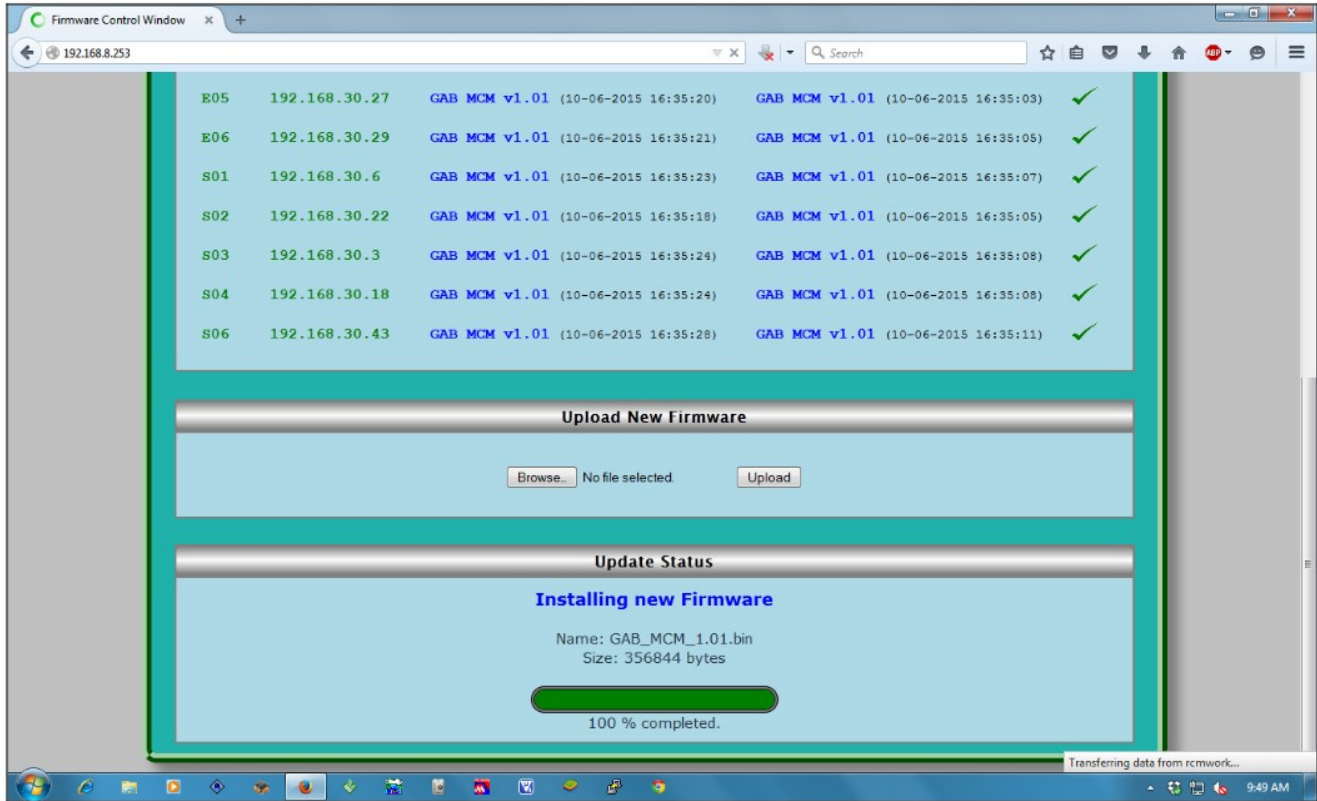 Firmware Control Window
192.168.8.253
Search
ABP
E05 192.168.30.27 GAB MCM v1.01 (10-06-2015 16:35:20) GAB MCM v1.01 (10-06-2015 16:35:03)
E06 192.168.30.29 GAB MCM v1.01 (10-06-2015 16:35:21) GAB MCM v1.01 (10-06-2015 16:35:05)
S01 192.168.30.6 GAB MCM v1.01 (10-06-2015 16:35:23) GAB MCM v1.01 (10-06-2015 16:35:07)
S02 192.168.30.22 GAB MCM v1.01 (10-06-2015 16:35:18) GAB MCM v1.01 (10-06-2015 16:35:05)
S03 192.168.30.3 GAB MCM v1.01 (10-06-2015 16:35:24) GAB MCM v1.01 (10-06-2015 16:35:08)
S04 192.168.30.18 GAB MCM v1.01 (10-06-2015 16:35:24) GAB MCM v1.01 (10-06-2015 16:35:08)
S06 192.168.30.43 GAB MCM v1.01 (10-06-2015 16:35:28) GAB MCM v1.01 (10-06-2015 16:35:11)
Upload New Firmware
Browse... No file selected. Upload
Update Status
Installing new Firmware
Name: GAB_MCM_1.01.bin
Size: 356844 bytes
100 % completed.
Transferring data from rcmwork...
9:49 AM